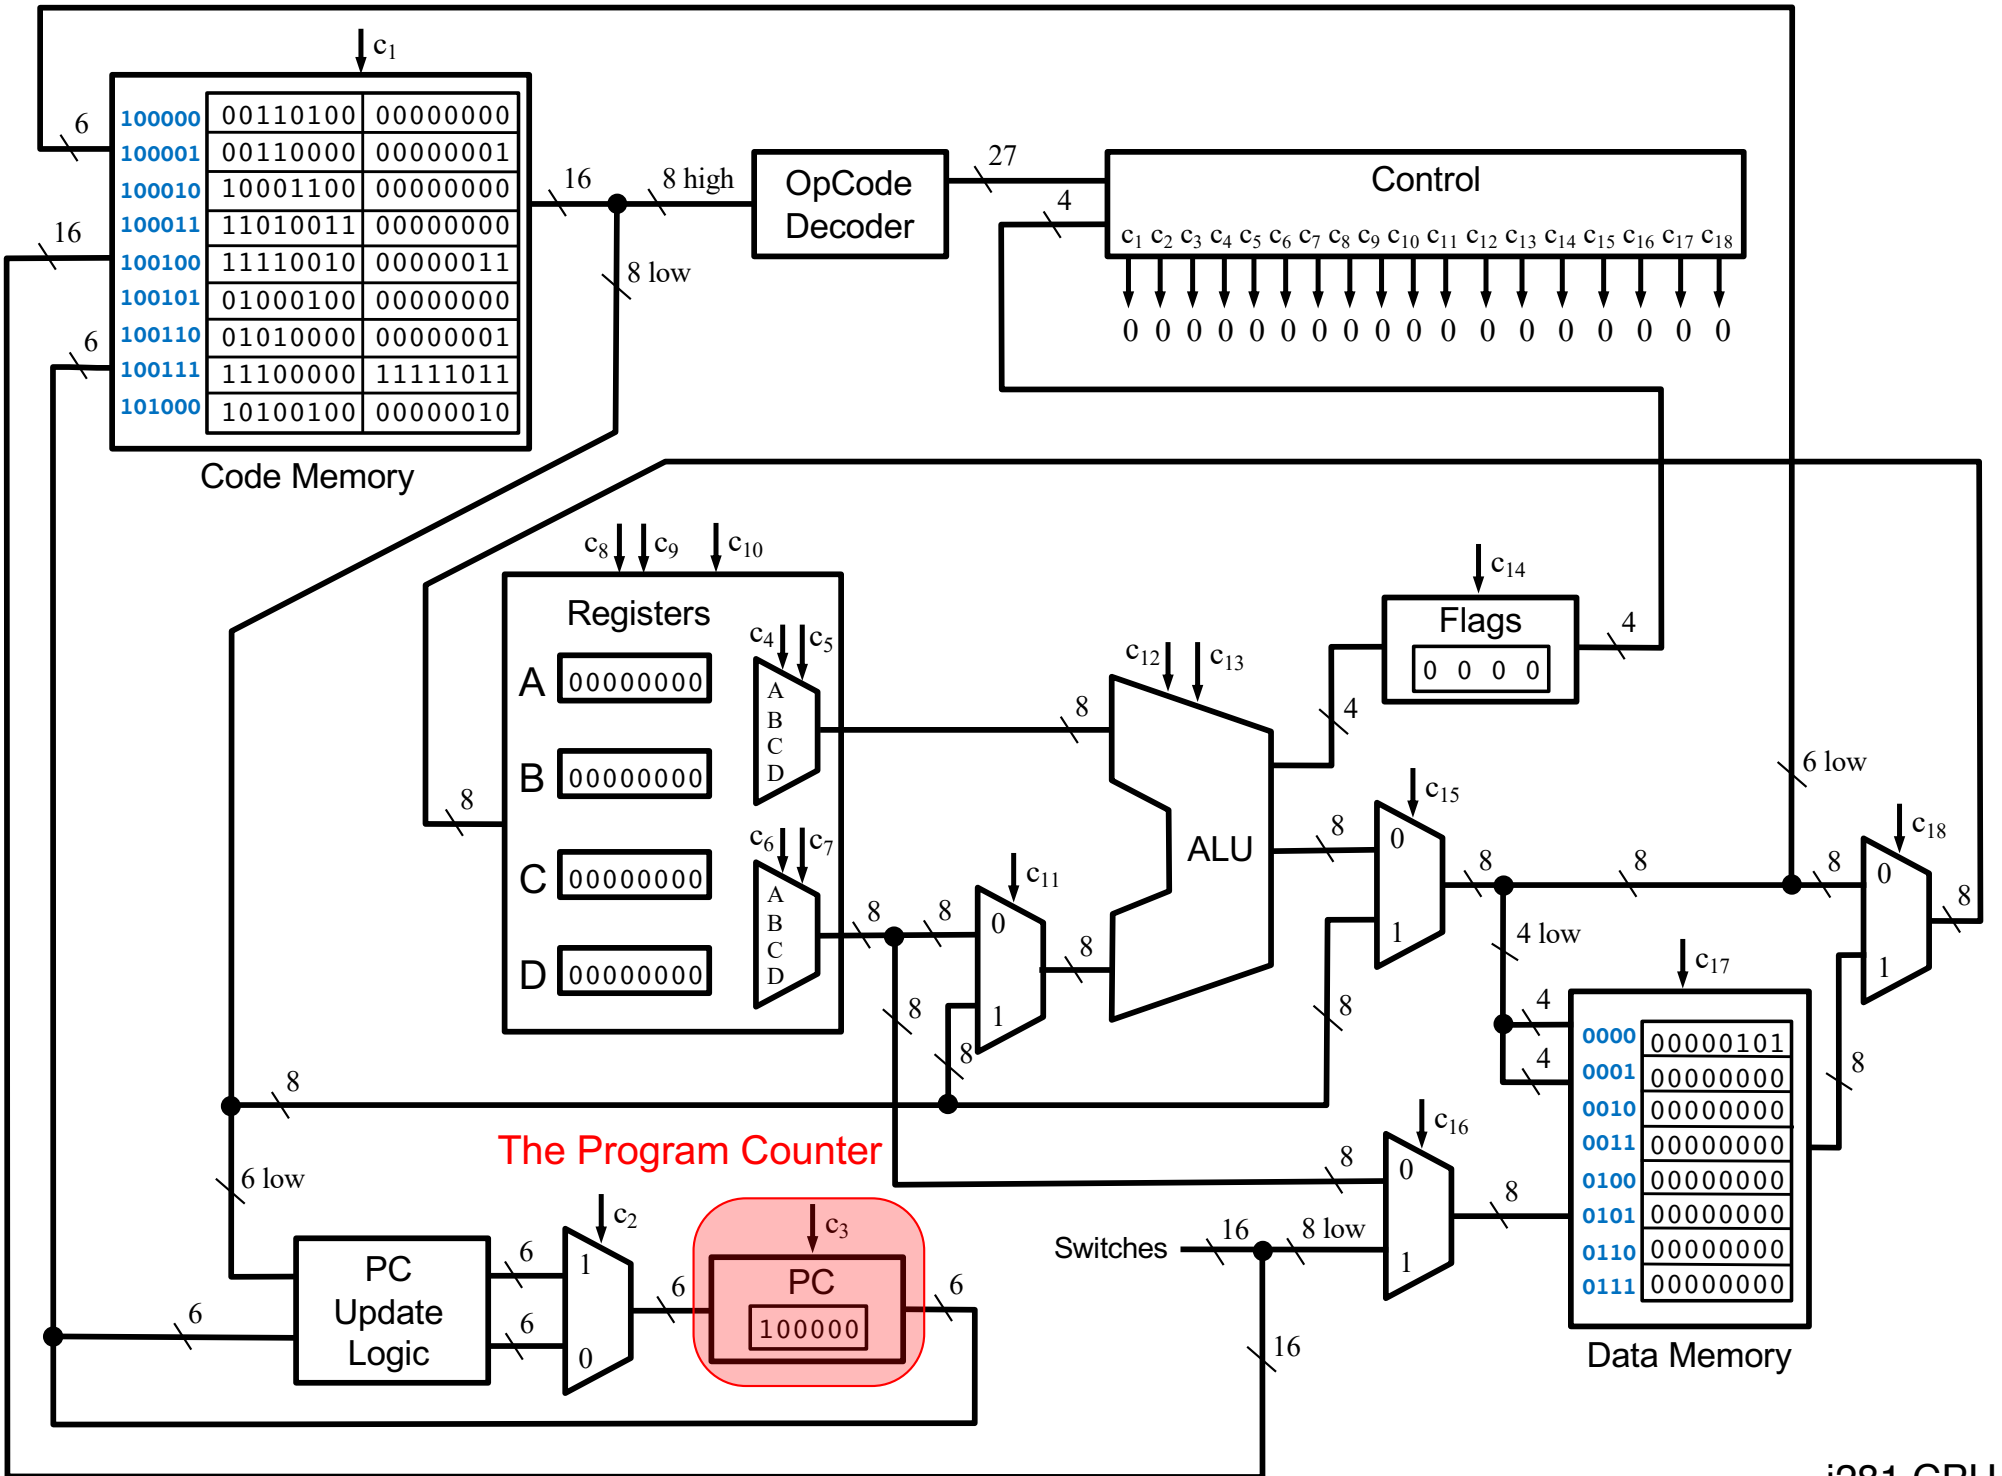 c1
6
100000 00110100 00000000
100001 00110000 00000001
100010 10001100 00000000
100011 11010011 00000000
100100 11110010 00000011
100101 01000100 00000000
100110 01010000 00000001
100111 11100000 11111011
101000 10100100 00000010
16
6
Code Memory
16
8 high
8 low
OpCode
Decoder
27
4
Control
c1 c2 c3 c4 c5 c6 c7 c8 c9 c10 c11 c12 c13 c14 c15 c16 c17 c18
0 0 0 0 0 0 0 0 0 0 0 0 0 0 0 0 0 0
c8 c9 c10
Registers
A 00000000
B 00000000
C 00000000
D 00000000
c4 c5
A
B
C
D
c6 c7
A
B
C
D
8
8
8
8
8
c11
0
1
8
8
c12 c13
ALU
c14
Flags
0 0 0 0
4
4
8
c15
0
1
8
8
8
6 low
8
4 low
c18
0
1
8
c17
4
4
0000 00000101
0001 00000000
0010 00000000
0011 00000000
0100 00000000
0101 00000000
0110 00000000
0111 00000000
8
Data Memory
8
The Program Counter
6 low
6
PC
Update
Logic
6
6
c2
1
0
6
c3
PC
100000
6
8
c16
0
1
8
Switches
16
8 low
16
i281 CPU